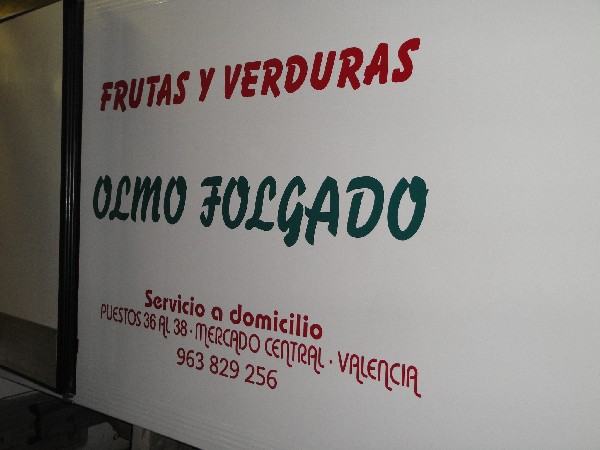 FRUTAS Y VERDURAS
OLMO FOLGADO
Servicio a domicilio
PUESTOS 36 AL 38 · MERCADO CENTRAL · VALENCIA
963 829 256